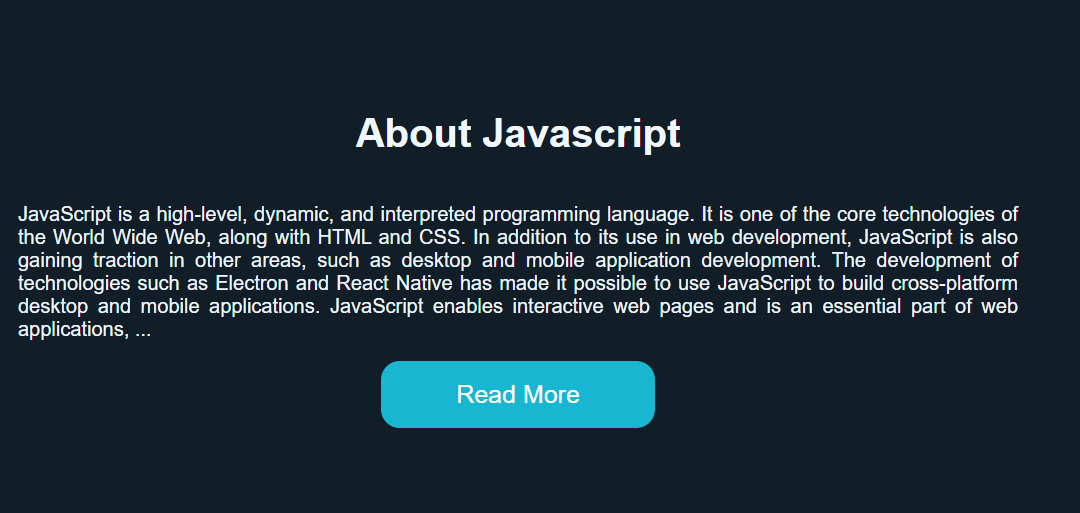 About Javascript
JavaScript is a high-level, dynamic, and interpreted programming language. It is one of the core technologies of
the World Wide Web, along with HTML and CSS. In addition to its use in web development, JavaScript is also
gaining traction in other areas, such as desktop and mobile application development. The development of
technologies such as Electron and React Native has made it possible to use JavaScript to build cross-platform
desktop and mobile applications. JavaScript enables interactive web pages and is an essential part of web
applications, ...
Read More